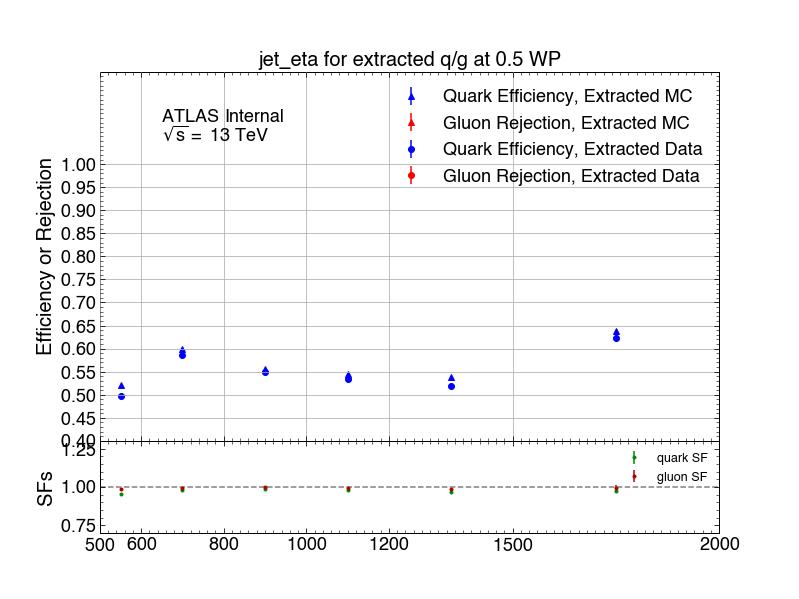 jet_eta for extracted q/g at 0.5 WP
ATLAS Internal
√s = 13 TeV
Quark Efficiency, Extracted MC
Gluon Rejection, Extracted MC
Quark Efficiency, Extracted Data
Gluon Rejection, Extracted Data
Efficiency or Rejection
1.00
0.95
0.90
0.85
0.80
0.75
0.70
0.65
0.60
0.55
0.50
0.45
0.40
SFs
1.25
1.00
0.75
quark SF
gluon SF
500 600 800 1000 1200 1500 2000